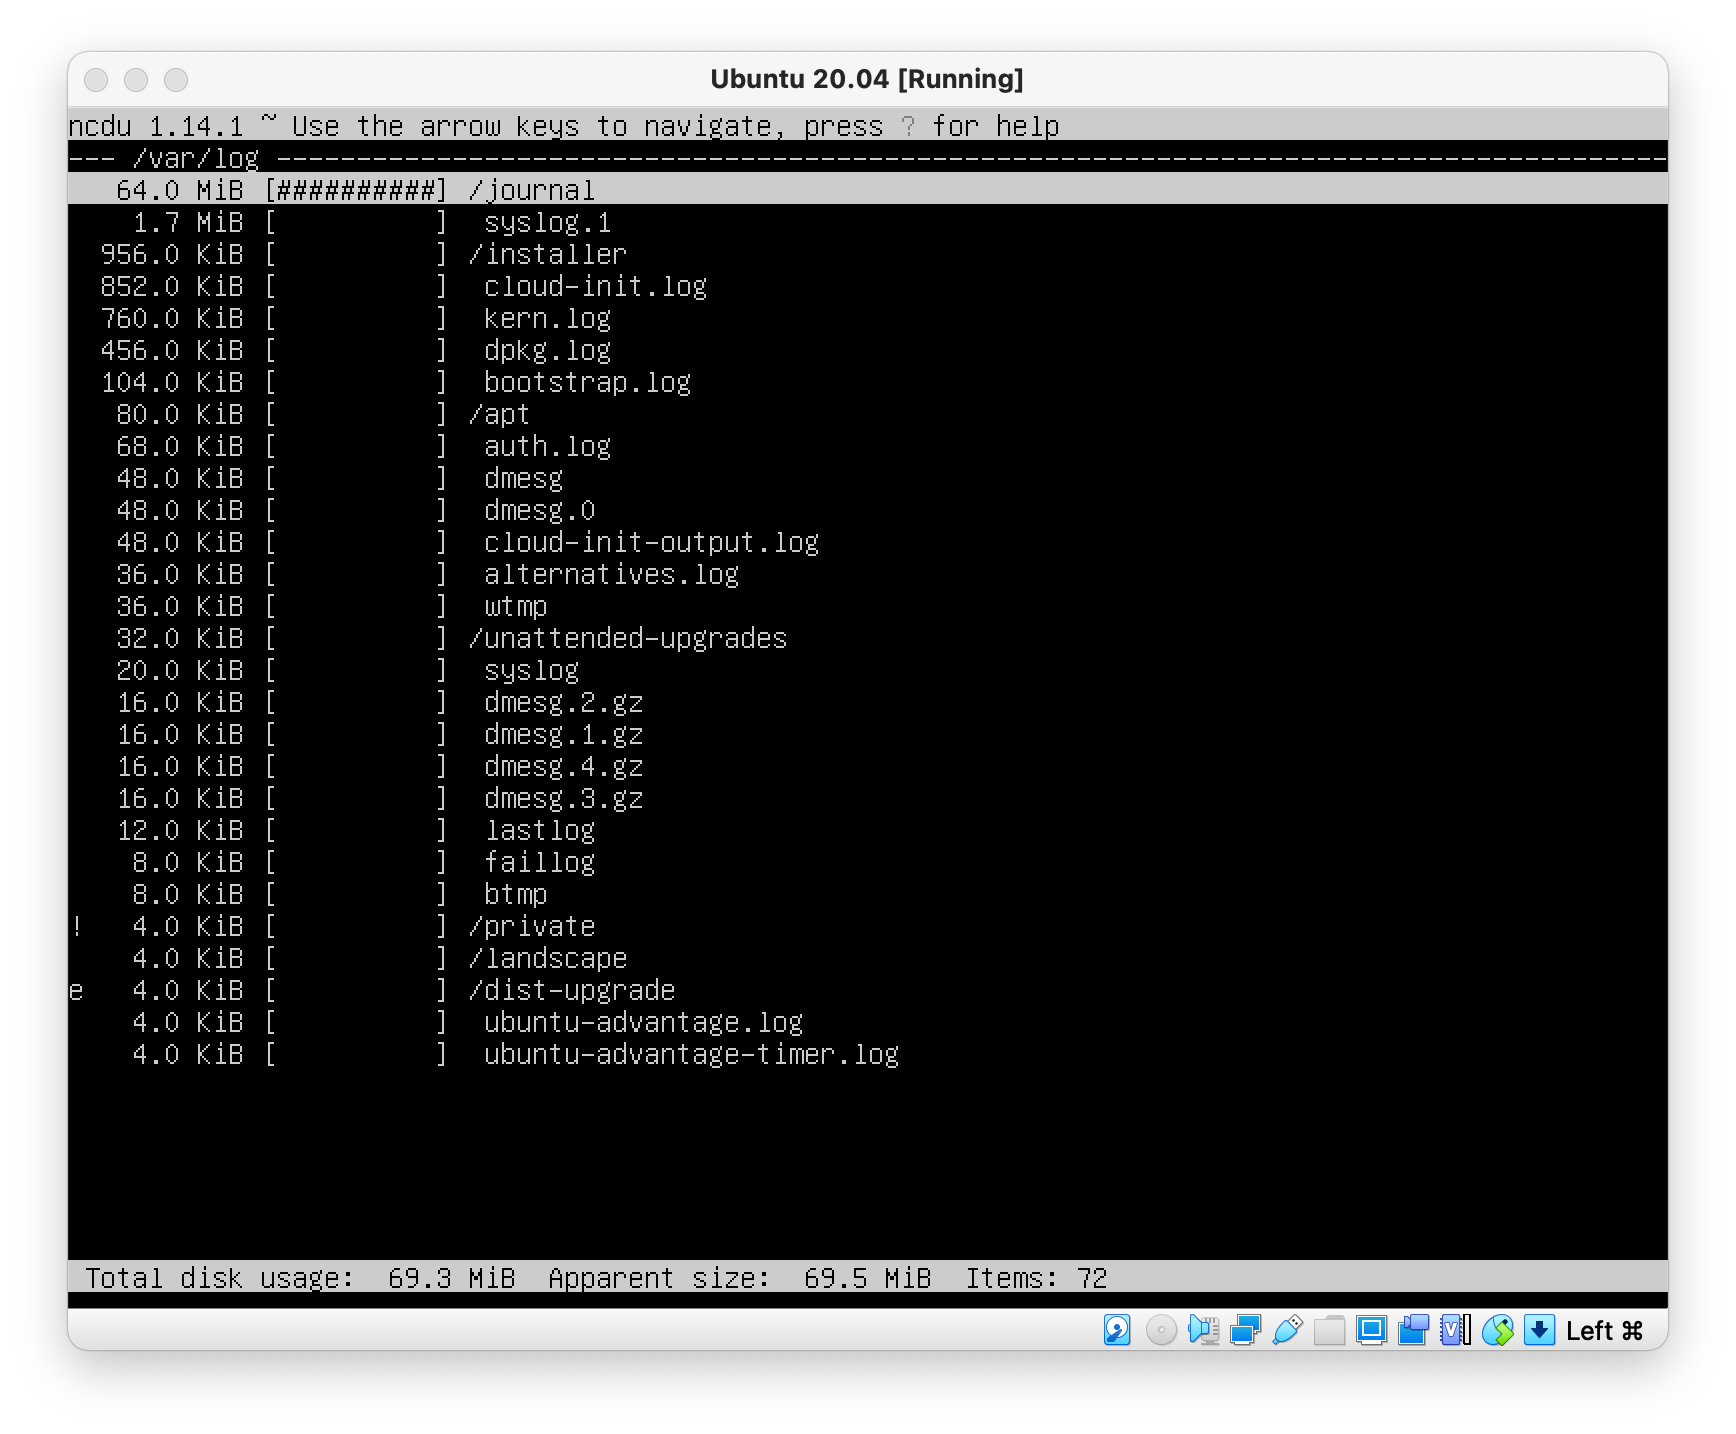 Ubuntu 20.04 [Running]
ncdu 1.14.1 ~ Use the arrow keys to navigate, press ? for help
--- /var/log ---------------------------------------------------------------------------------------
   64.0 MiB [##########] /journal
    1.7 MiB [          ]  syslog.1
  956.0 KiB [          ] /installer
  852.0 KiB [          ]  cloud-init.log
  760.0 KiB [          ]  kern.log
  456.0 KiB [          ]  dpkg.log
  104.0 KiB [          ]  bootstrap.log
   80.0 KiB [          ] /apt
   68.0 KiB [          ]  auth.log
   48.0 KiB [          ]  dmesg
   48.0 KiB [          ]  dmesg.0
   48.0 KiB [          ]  cloud-init-output.log
   36.0 KiB [          ]  alternatives.log
   36.0 KiB [          ]  wtmp
   32.0 KiB [          ] /unattended-upgrades
   20.0 KiB [          ]  syslog
   16.0 KiB [          ]  dmesg.2.gz
   16.0 KiB [          ]  dmesg.1.gz
   16.0 KiB [          ]  dmesg.4.gz
   16.0 KiB [          ]  dmesg.3.gz
   12.0 KiB [          ]  lastlog
    8.0 KiB [          ]  faillog
    8.0 KiB [          ]  btmp
!   4.0 KiB [          ] /private
    4.0 KiB [          ] /landscape
e   4.0 KiB [          ] /dist-upgrade
    4.0 KiB [          ]  ubuntu-advantage.log
    4.0 KiB [          ]  ubuntu-advantage-timer.log
Total disk usage:  69.3 MiB  Apparent size:  69.5 MiB  Items: 72
Left ⌘